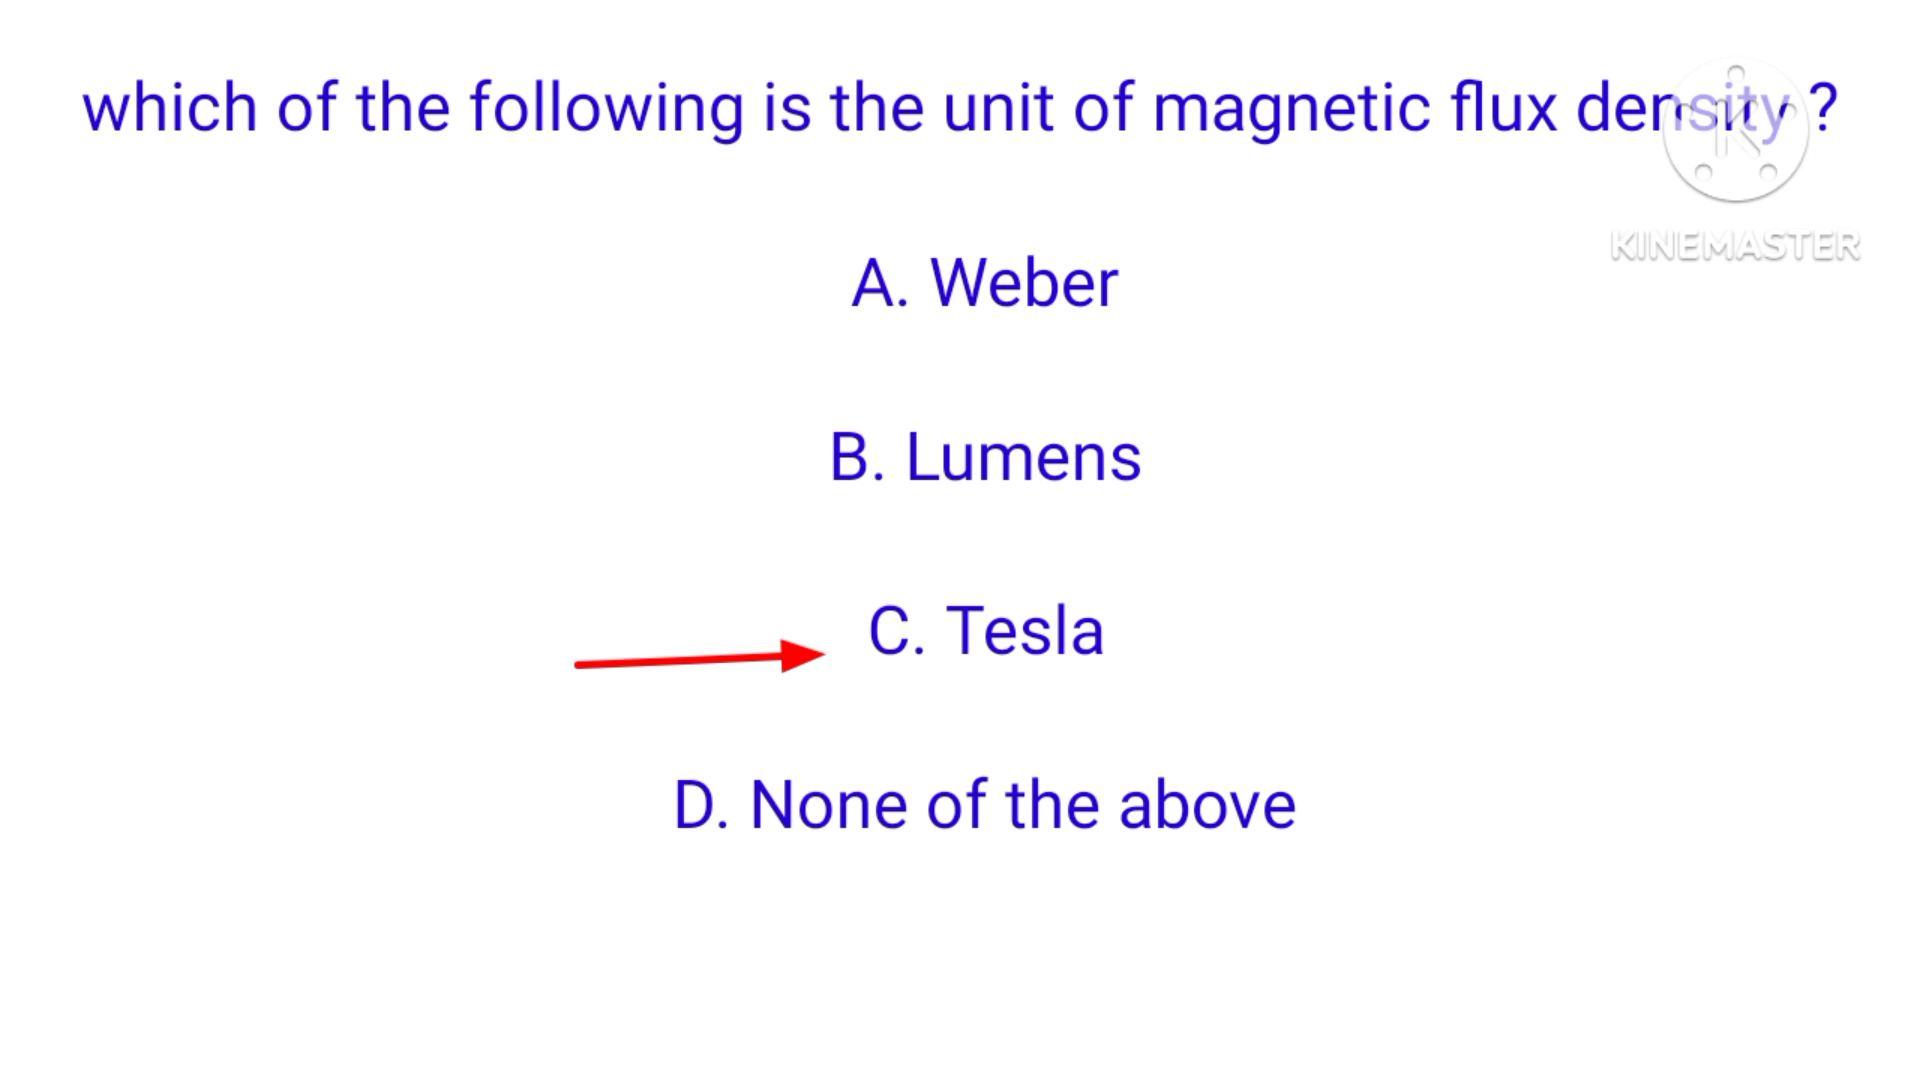 which of the following is the unit of magnetic flux density ?
KINEMASTER
A. Weber
B. Lumens
C. Tesla
D. None of the above